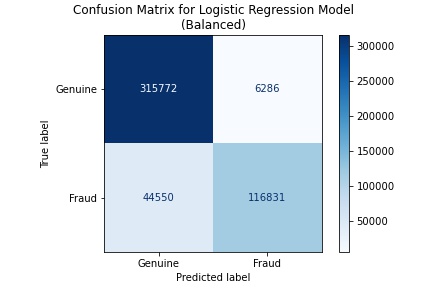 Confusion Matrix for Logistic Regression Model
(Balanced)
True label
Genuine
Fraud
315772
6286
44550
116831
Genuine
Fraud
Predicted label
300000
250000
200000
150000
100000
50000